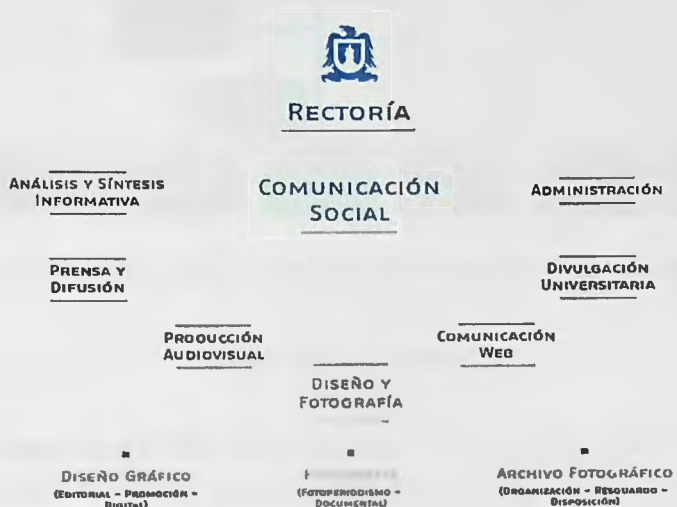 RECTORÍA
COMUNICACIÓN
SOCIAL
ANÁLISIS Y SÍNTESIS
INFORMATIVA
ADMINISTRACIÓN
PRENSA Y
DIFUSIÓN
DIVULGACIÓN
UNIVERSITARIA
PRODUCCIÓN
AUDIOVISUAL
COMUNICACIÓN
WEB
DISEÑO Y
FOTOGRAFÍA
DISEÑO GRÁFICO
(EDITORIAL - PROMOCIÓN -
DIGITAL)
(FOTOPERIODISMO -
DOCUMENTAL)
ARCHIVO FOTOGRÁFICO
(ORGANIZACIÓN - RESGUARDO -
DISPOSICIÓN)